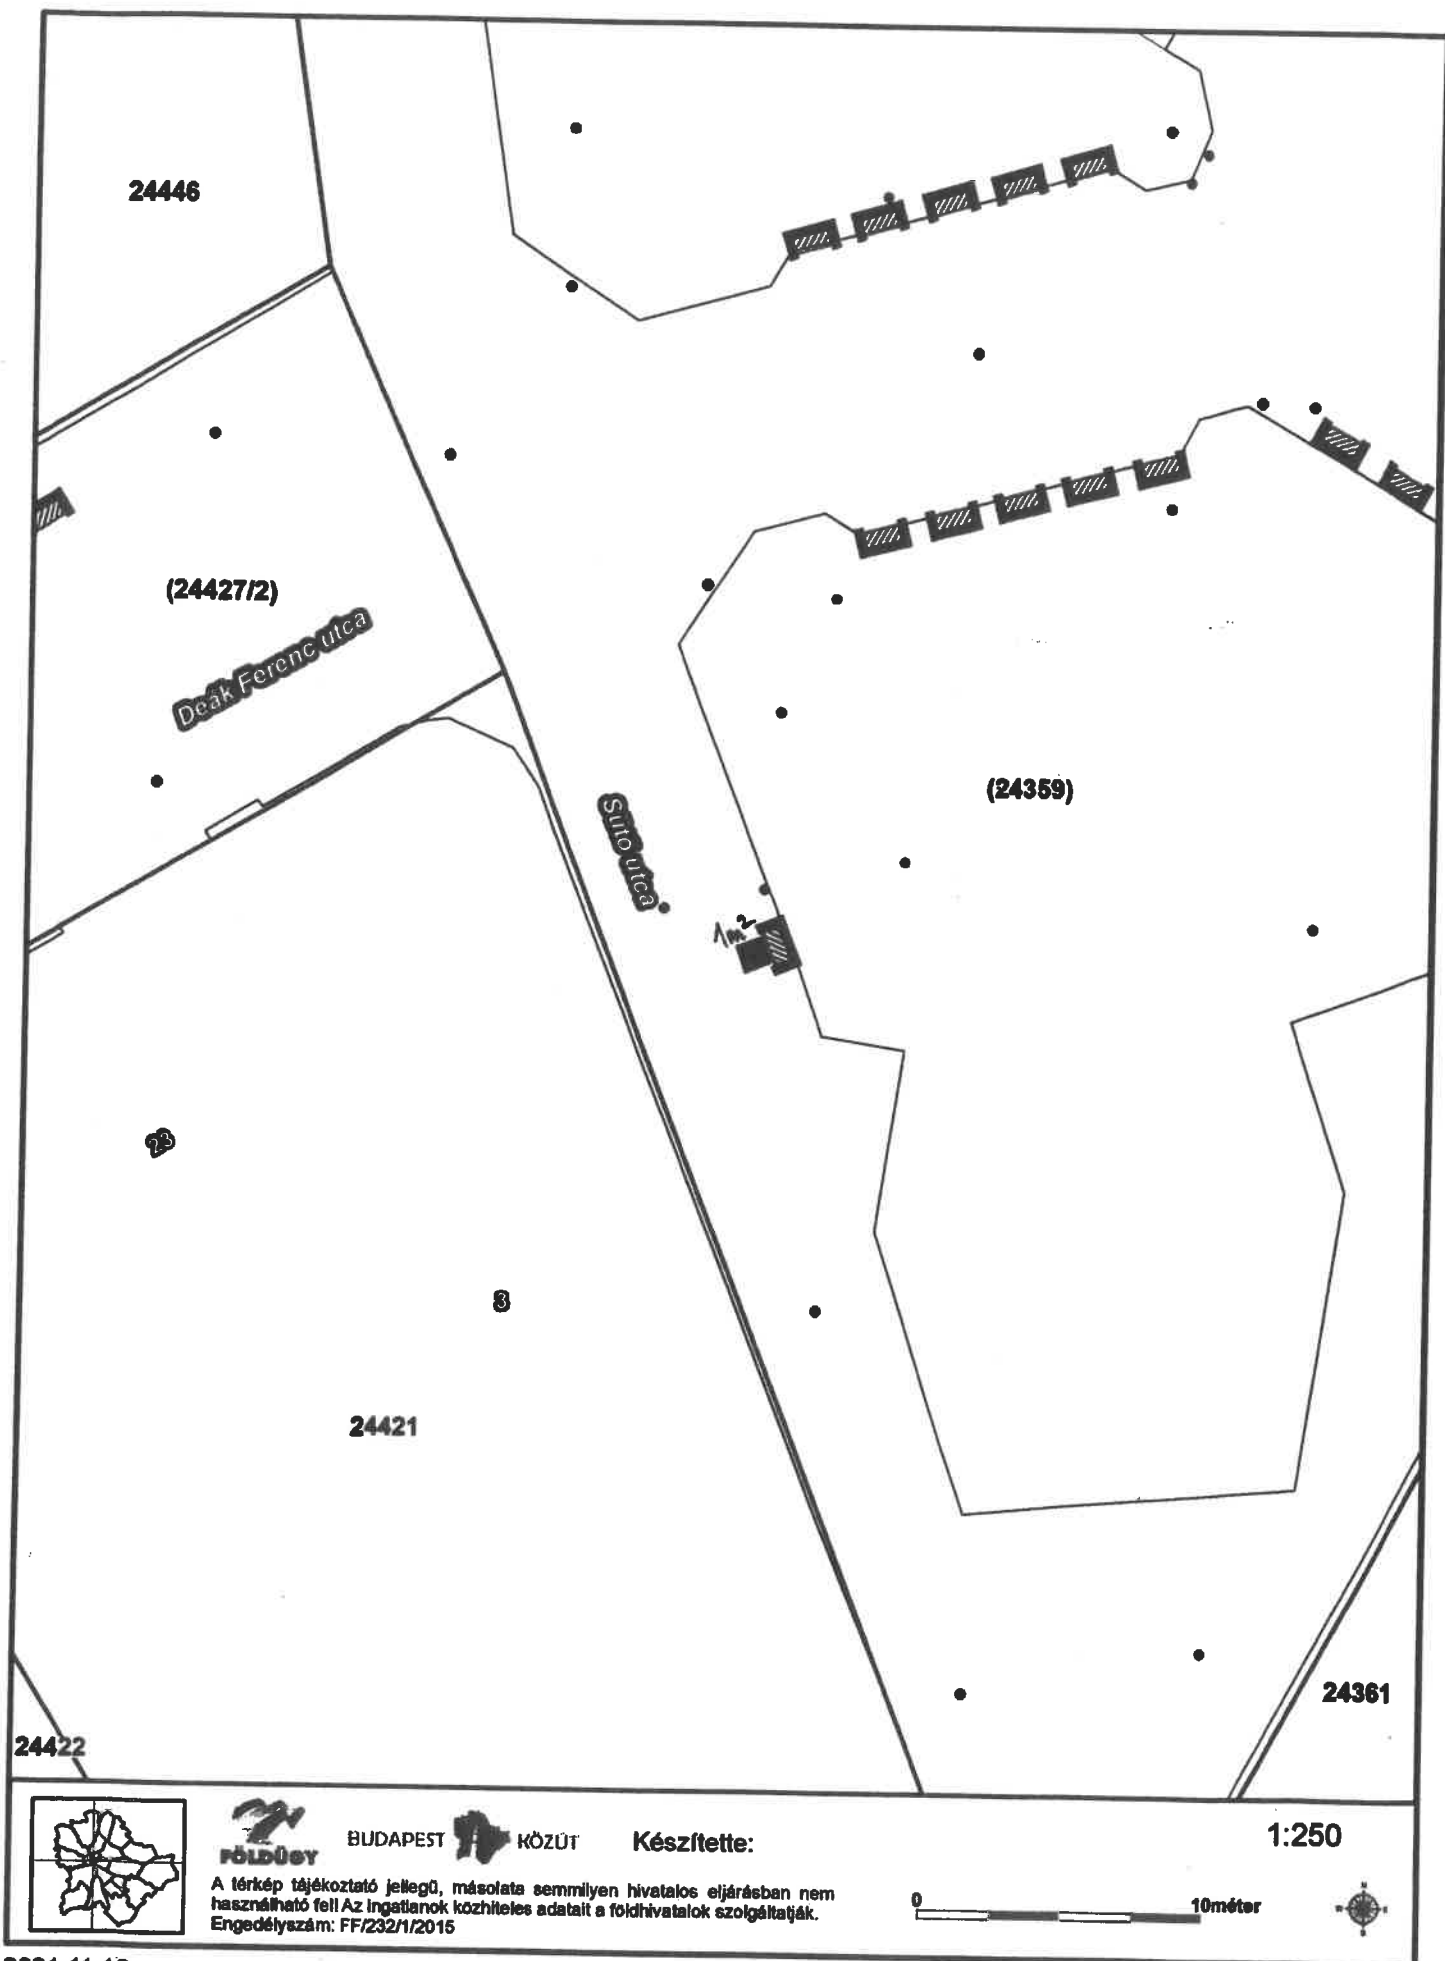 24446
(24427/2)
Deák Ferenc utca
(24359)
Sütő utca
1m²
23
8
24421
24361
24422
FÖLDÜGY
BUDAPEST KÖZÚT
Készítette:
1:250
A térkép tájékoztató jellegű, másolata semmilyen hivatalos eljárásban nem
használható fel! Az ingatlanok közhiteles adatait a földhivatalok szolgáltatják.
Engedélyszám: FF/232/1/2015
0
10méter